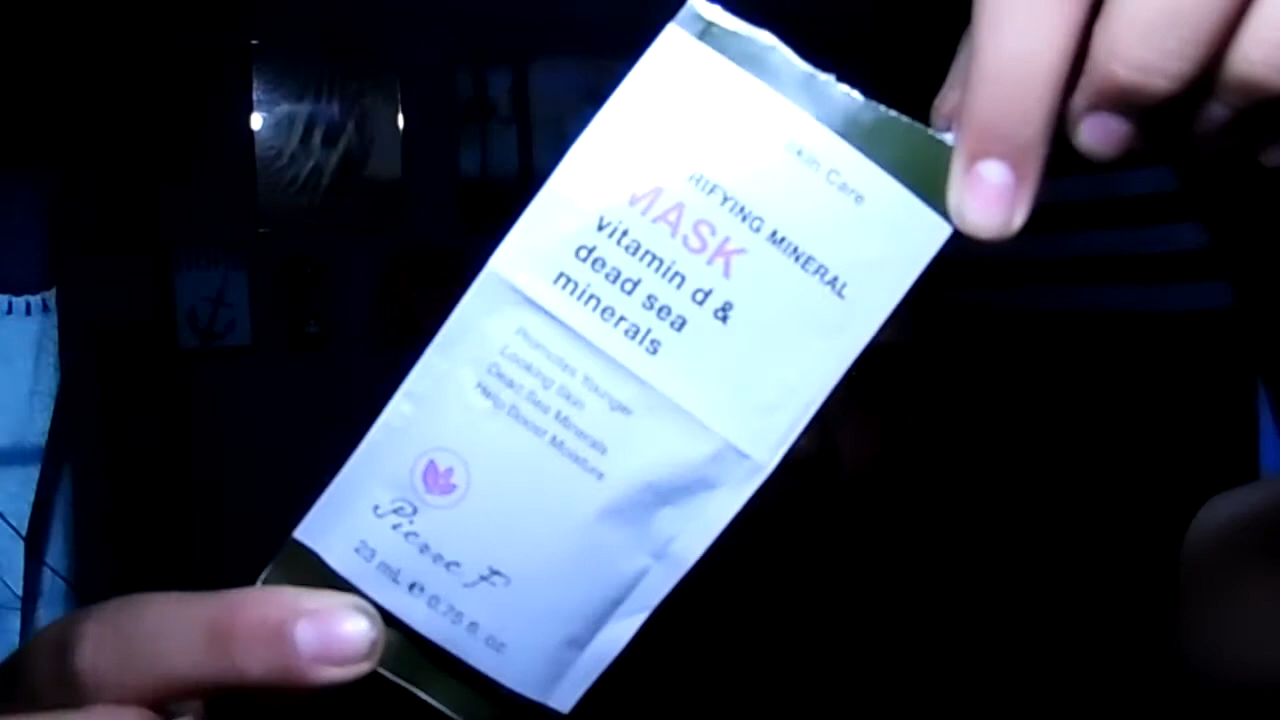 Skin Care
RIFYING MINERAL
MASK
vitamin d &
dead sea
minerals
Promotes Younger
Looking Skin
Dead Sea Minerals
Help Boost Moisture
Pierre F
23 mL e 0.75 fl. oz